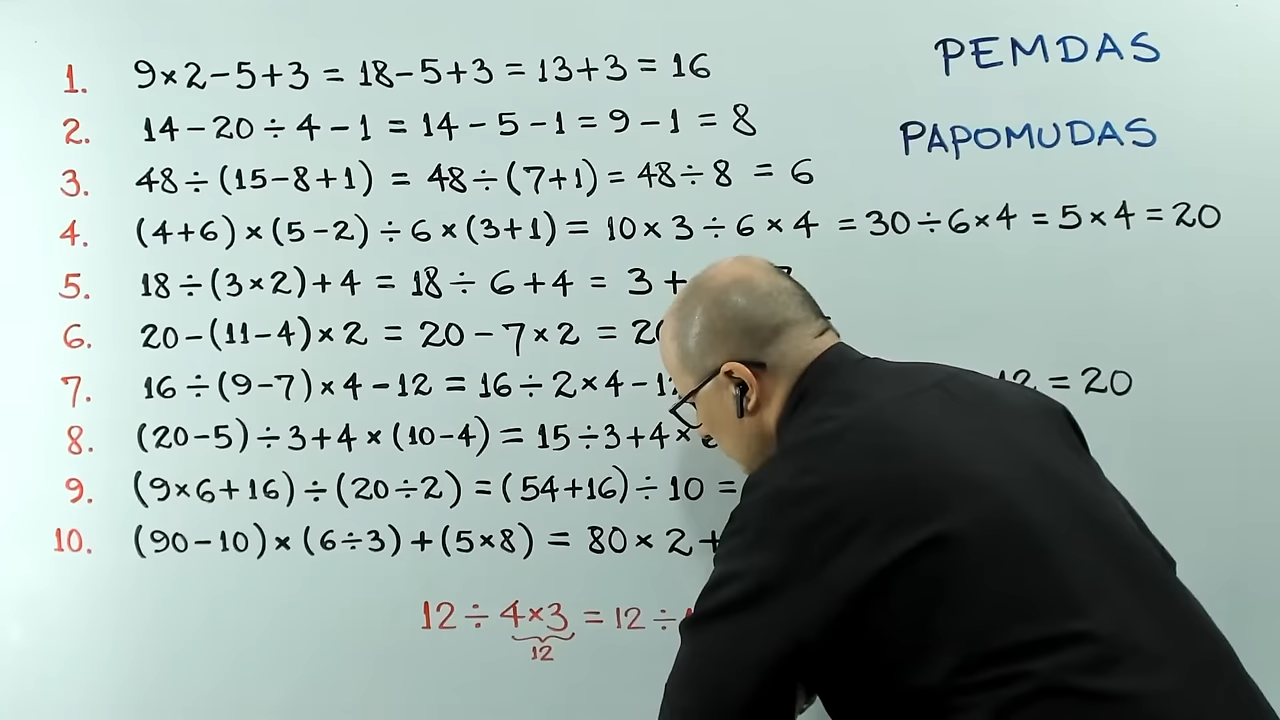 PEMDAS
PAPOMUDAS
1. 9×2−5+3 = 18−5+3 = 13+3 = 16
2. 14−20÷4−1 = 14−5−1 = 9−1 = 8
3. 48÷(15−8+1) = 48÷(7+1) = 48÷8 = 6
4. (4+6)×(5−2)÷6×(3+1) = 10×3÷6×4 = 30÷6×4 = 5×4 = 20
5. 18÷(3×2)+4 = 18÷6+4 = 3+
6. 20−(11−4)×2 = 20−7×2 =
7. 16÷(9−7)×4−12 = 16÷2×4− 12 = 20
8. (20−5)÷3+4×(10−4) = 15÷3+4×
9. (9×6+16)÷(20÷2) = (54+16)÷10 =
10. (90−10)×(6÷3)+(5×8) = 80×2+
12÷4×3 = 12÷
12